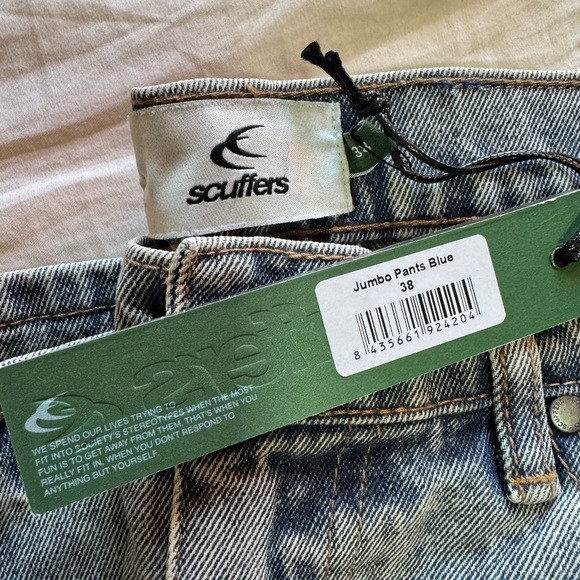 scuffers
38
Jumbo Pants Blue
38
8 435661 924204
scuffers
WE SPEND OUR LIVES TRYING TO
FIT INTO SOCIETY'S STEREOTYPES WHEN THE MOST
FUN IS TO GET AWAY FROM THEM. THAT'S WHEN YOU
REALLY FIT IN, WHEN YOU DON'T RESPOND TO
ANYTHING BUT YOURSELF.